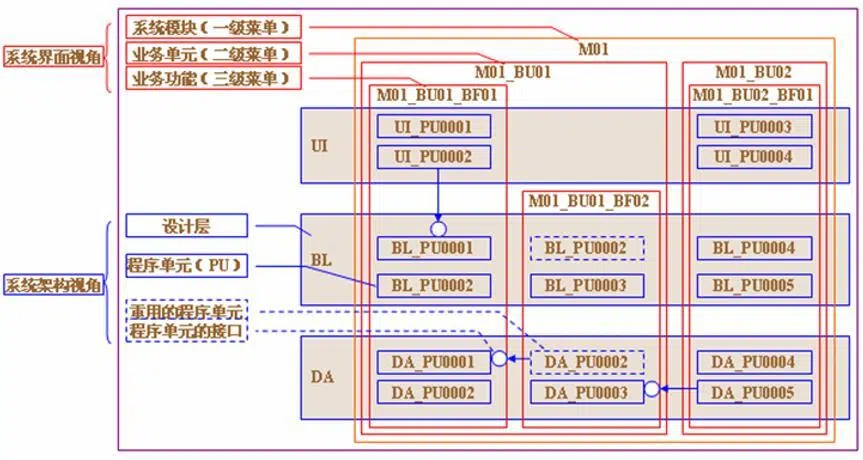 系统模块（一级菜单）
M01
系统界面视角
业务单元（二级菜单）
M01_BU01
M01_BU02
业务功能（三级菜单）
M01_BU01_BF01
M01_BU02_BF01
UI
UI_PU0001
UI_PU0003
UI_PU0002
UI_PU0004
M01_BU01_BF02
设计层
BL
BL_PU0001
BL_PU0002
BL_PU0004
程序单元（PU）
系统架构视角
BL_PU0002
BL_PU0003
BL_PU0005
重用的程序单元
程序单元的接口
DA
DA_PU0001
DA_PU0002
DA_PU0004
DA_PU0002
DA_PU0003
DA_PU0005